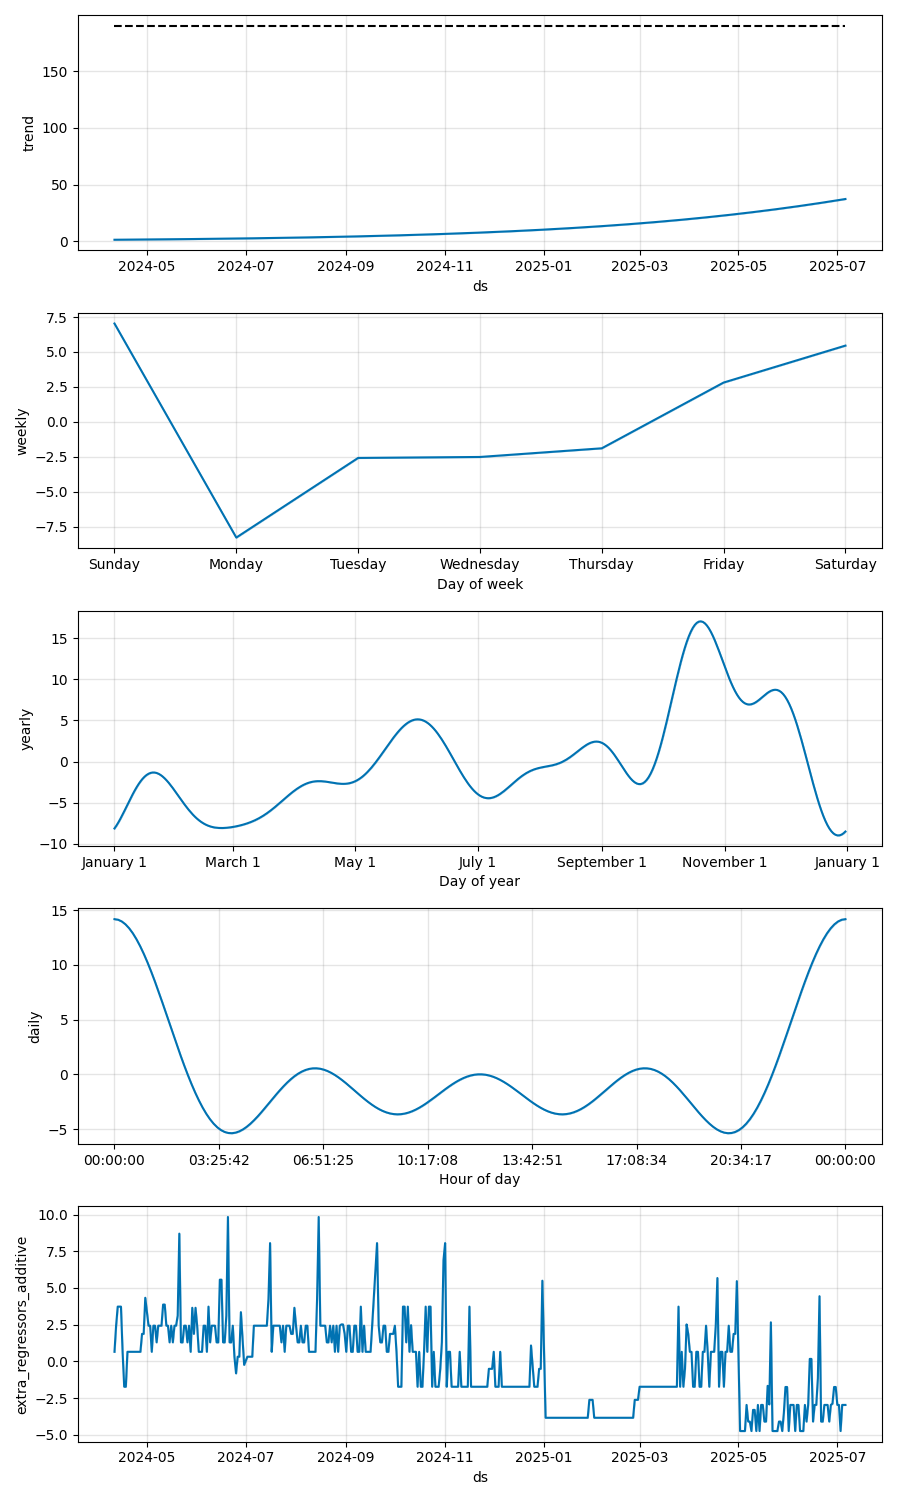 150
100
50
0
trend
2024-05 2024-07 2024-09 2024-11 2025-01 2025-03 2025-05 2025-07
ds
7.5
5.0
2.5
0.0
−2.5
−5.0
−7.5
weekly
Sunday Monday Tuesday Wednesday Thursday Friday Saturday
Day of week
15
10
5
0
−5
−10
yearly
January 1 March 1 May 1 July 1 September 1 November 1 January 1
Day of year
15
10
5
0
−5
daily
00:00:00 03:25:42 06:51:25 10:17:08 13:42:51 17:08:34 20:34:17 00:00:00
Hour of day
10.0
7.5
5.0
2.5
0.0
−2.5
−5.0
extra_regressors_additive
2024-05 2024-07 2024-09 2024-11 2025-01 2025-03 2025-05 2025-07
ds